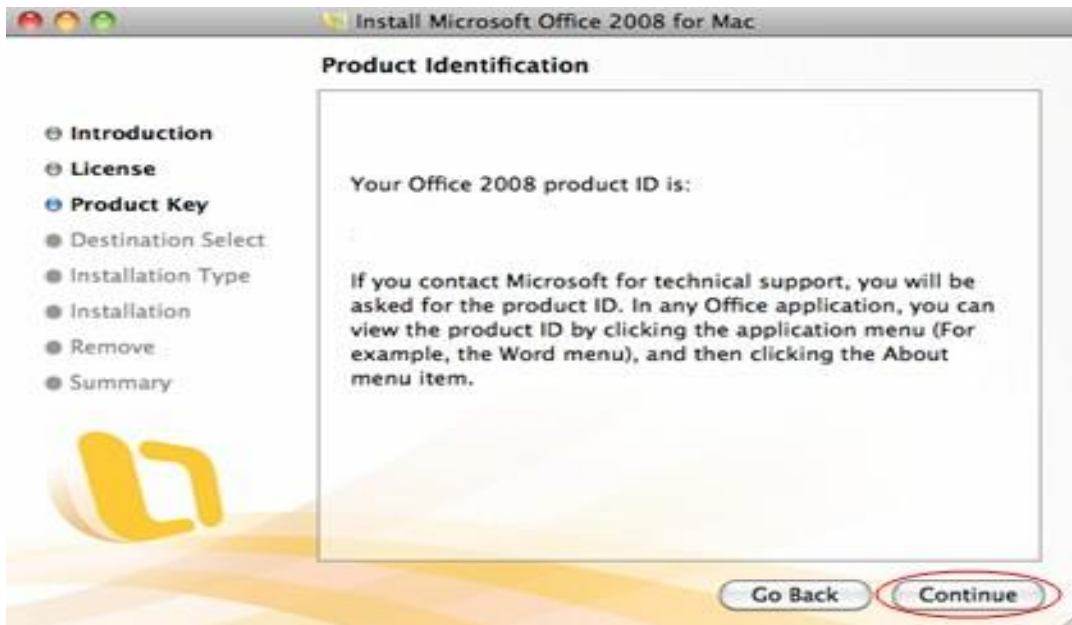 Install Microsoft Office 2008 for Mac
Product Identification
Introduction
License
Product Key
Destination Select
Installation Type
Installation
Remove
Summary
Your Office 2008 product ID is:
If you contact Microsoft for technical support, you will be
asked for the product ID. In any Office application, you can
view the product ID by clicking the application menu (For
example, the Word menu), and then clicking the About
menu item.
Go Back
Continue